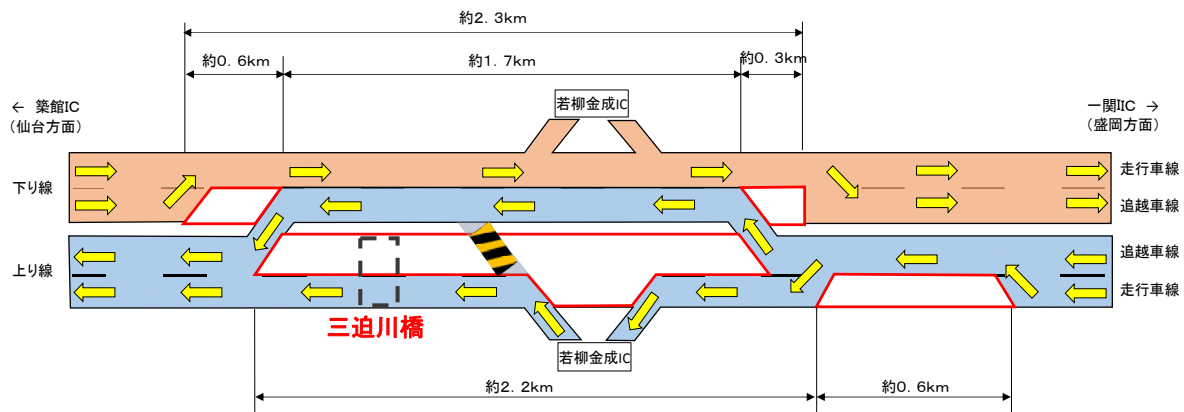 約2.3km
約0.6km
約1.7km
約0.3km
← 築館IC
(仙台方面)
若柳金成IC
一関IIC →
(盛岡方面)
下り線
走行車線
追越車線
上り線
追越車線
走行車線
三迫川橋
若柳金成IC
約2.2km
約0.6km